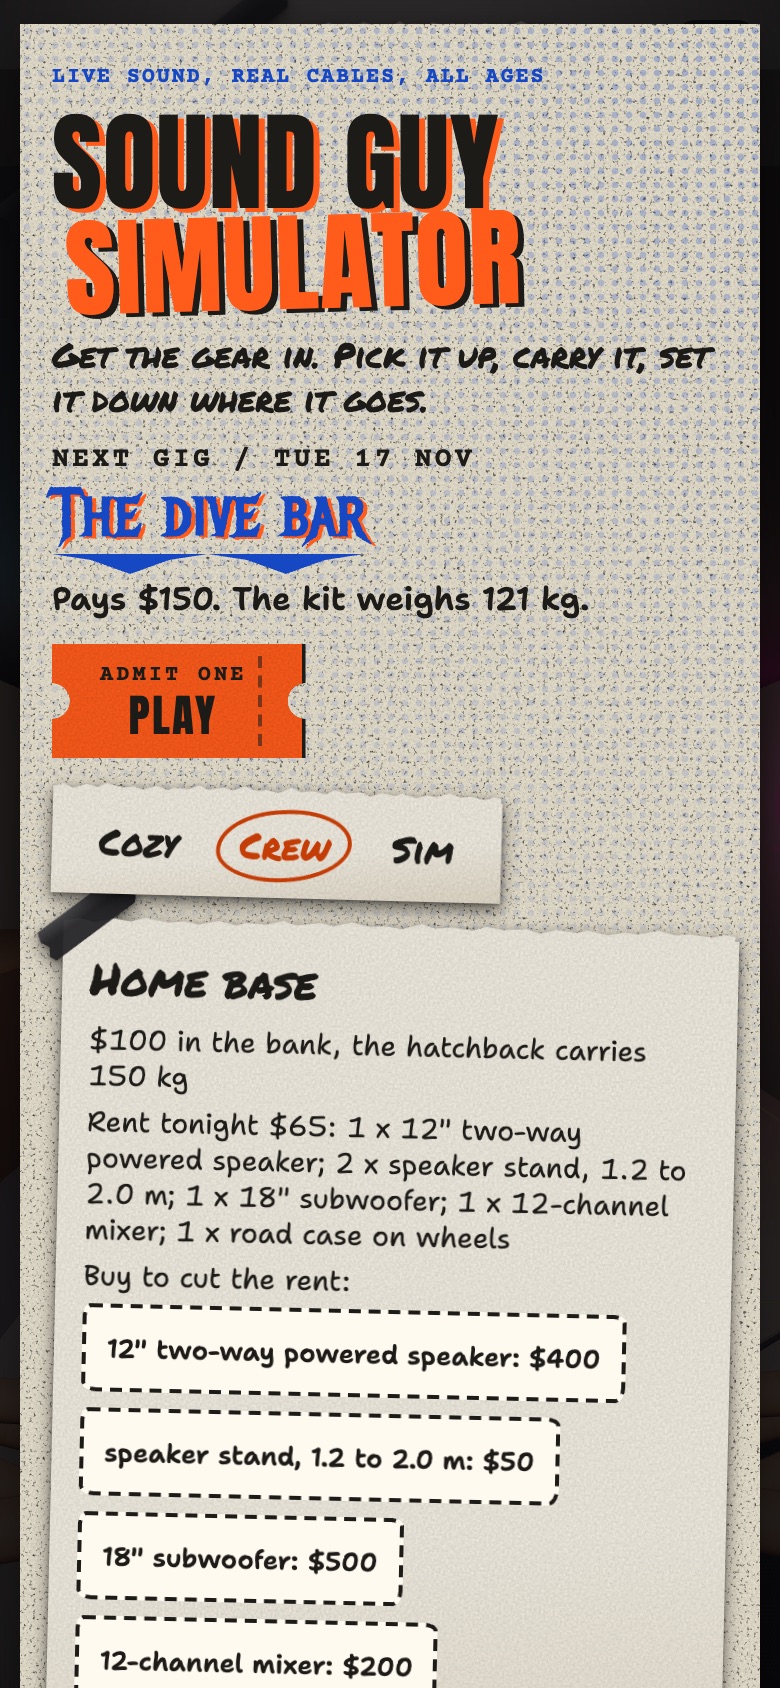 LIVE SOUND, REAL CABLES, ALL AGES
SOUND GUY
SIMULATOR
Get the gear in. Pick it up, carry it, set
it down where it goes.
NEXT GIG / TUE 17 NOV
The Dive Bar
Pays $150. The kit weighs 121 kg.
ADMIT ONE
PLAY
Cozy Crew Sim
Home base
$100 in the bank, the hatchback carries
150 kg
Rent tonight $65: 1 x 12" two-way
powered speaker; 2 x speaker stand, 1.2 to
2.0 m; 1 x 18" subwoofer; 1 x 12-channel
mixer; 1 x road case on wheels
Buy to cut the rent:
12" two-way powered speaker: $400
speaker stand, 1.2 to 2.0 m: $50
18" subwoofer: $500
12-channel mixer: $200